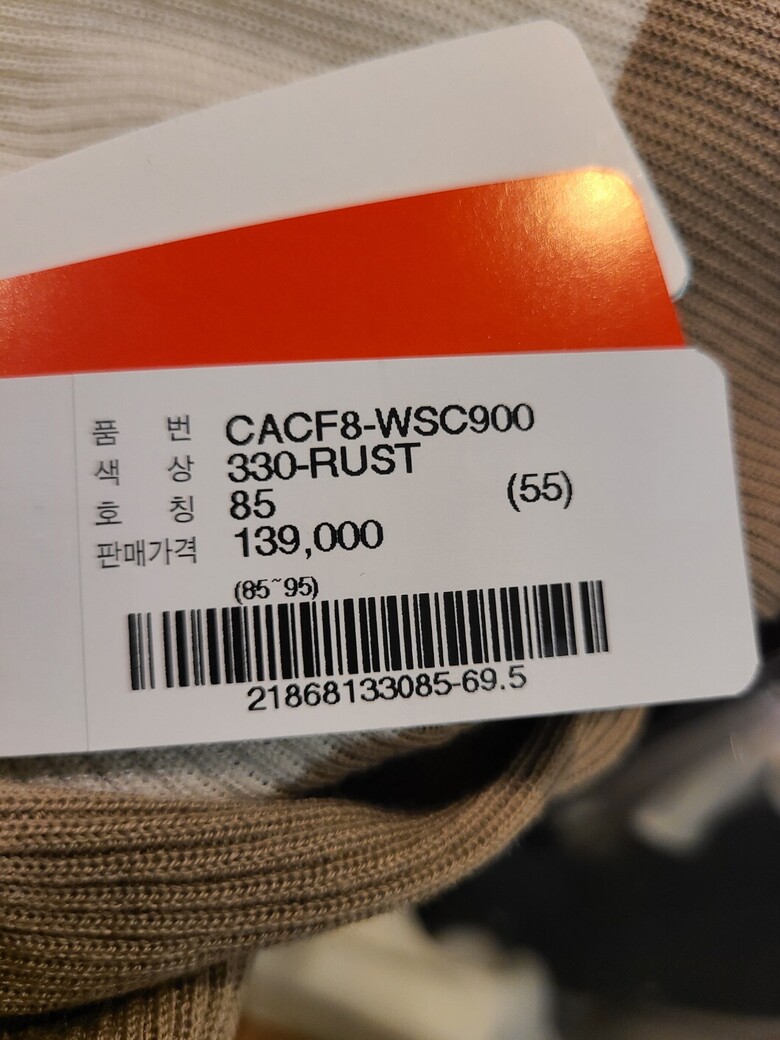 품 번 CACF8-WSC900
색 상 330-RUST
호 칭 85 (55)
판매가격 139,000
(85~95)
21868133085-69.5